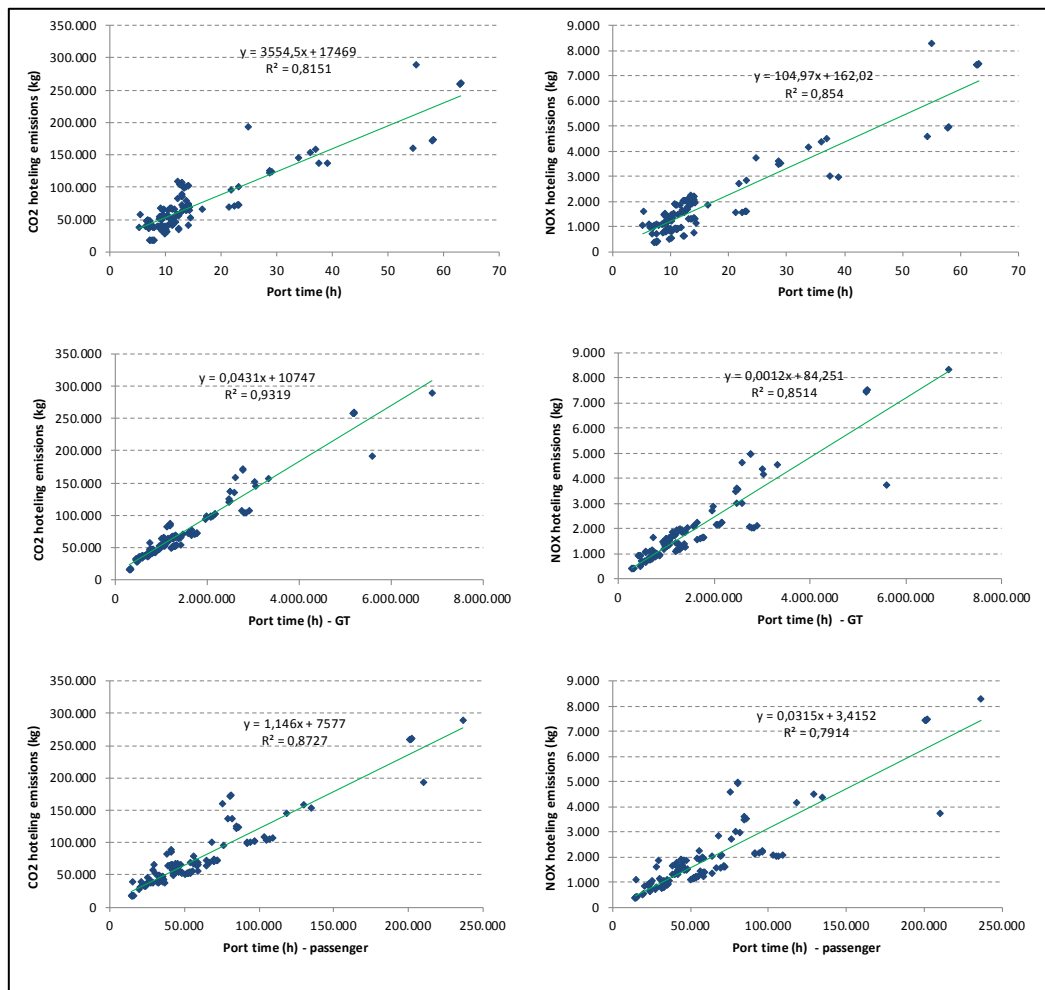 CO2 hoteling emissions (kg)
350.000
300.000
250.000
200.000
150.000
100.000
50.000
0
y = 3554,5x + 17469
R² = 0,8151
0 10 20 30 40 50 60 70
Port time (h)
NOX hoteling emissions (kg)
9.000
8.000
7.000
6.000
5.000
4.000
3.000
2.000
1.000
0
y = 104,97x + 162,02
R² = 0,854
0 10 20 30 40 50 60 70
Port time (h)
CO2 hoteling emissions (kg)
350.000
300.000
250.000
200.000
150.000
100.000
50.000
0
y = 0,0431x + 10747
R² = 0,9319
0 2.000.000 4.000.000 6.000.000 8.000.000
Port time (h) - GT
NOX hoteling emissions (kg)
9.000
8.000
7.000
6.000
5.000
4.000
3.000
2.000
1.000
0
y = 0,0012x + 84,251
R² = 0,8514
0 2.000.000 4.000.000 6.000.000 8.000.000
Port time (h) - GT
CO2 hoteling emissions (kg)
350.000
300.000
250.000
200.000
150.000
100.000
50.000
0
y = 1,146x + 7577
R² = 0,8727
0 50.000 100.000 150.000 200.000 250.000
Port time (h) - passenger
NOX hoteling emissions (kg)
9.000
8.000
7.000
6.000
5.000
4.000
3.000
2.000
1.000
0
y = 0,0315x + 3,4152
R² = 0,7914
0 50.000 100.000 150.000 200.000 250.000
Port time (h) - passenger